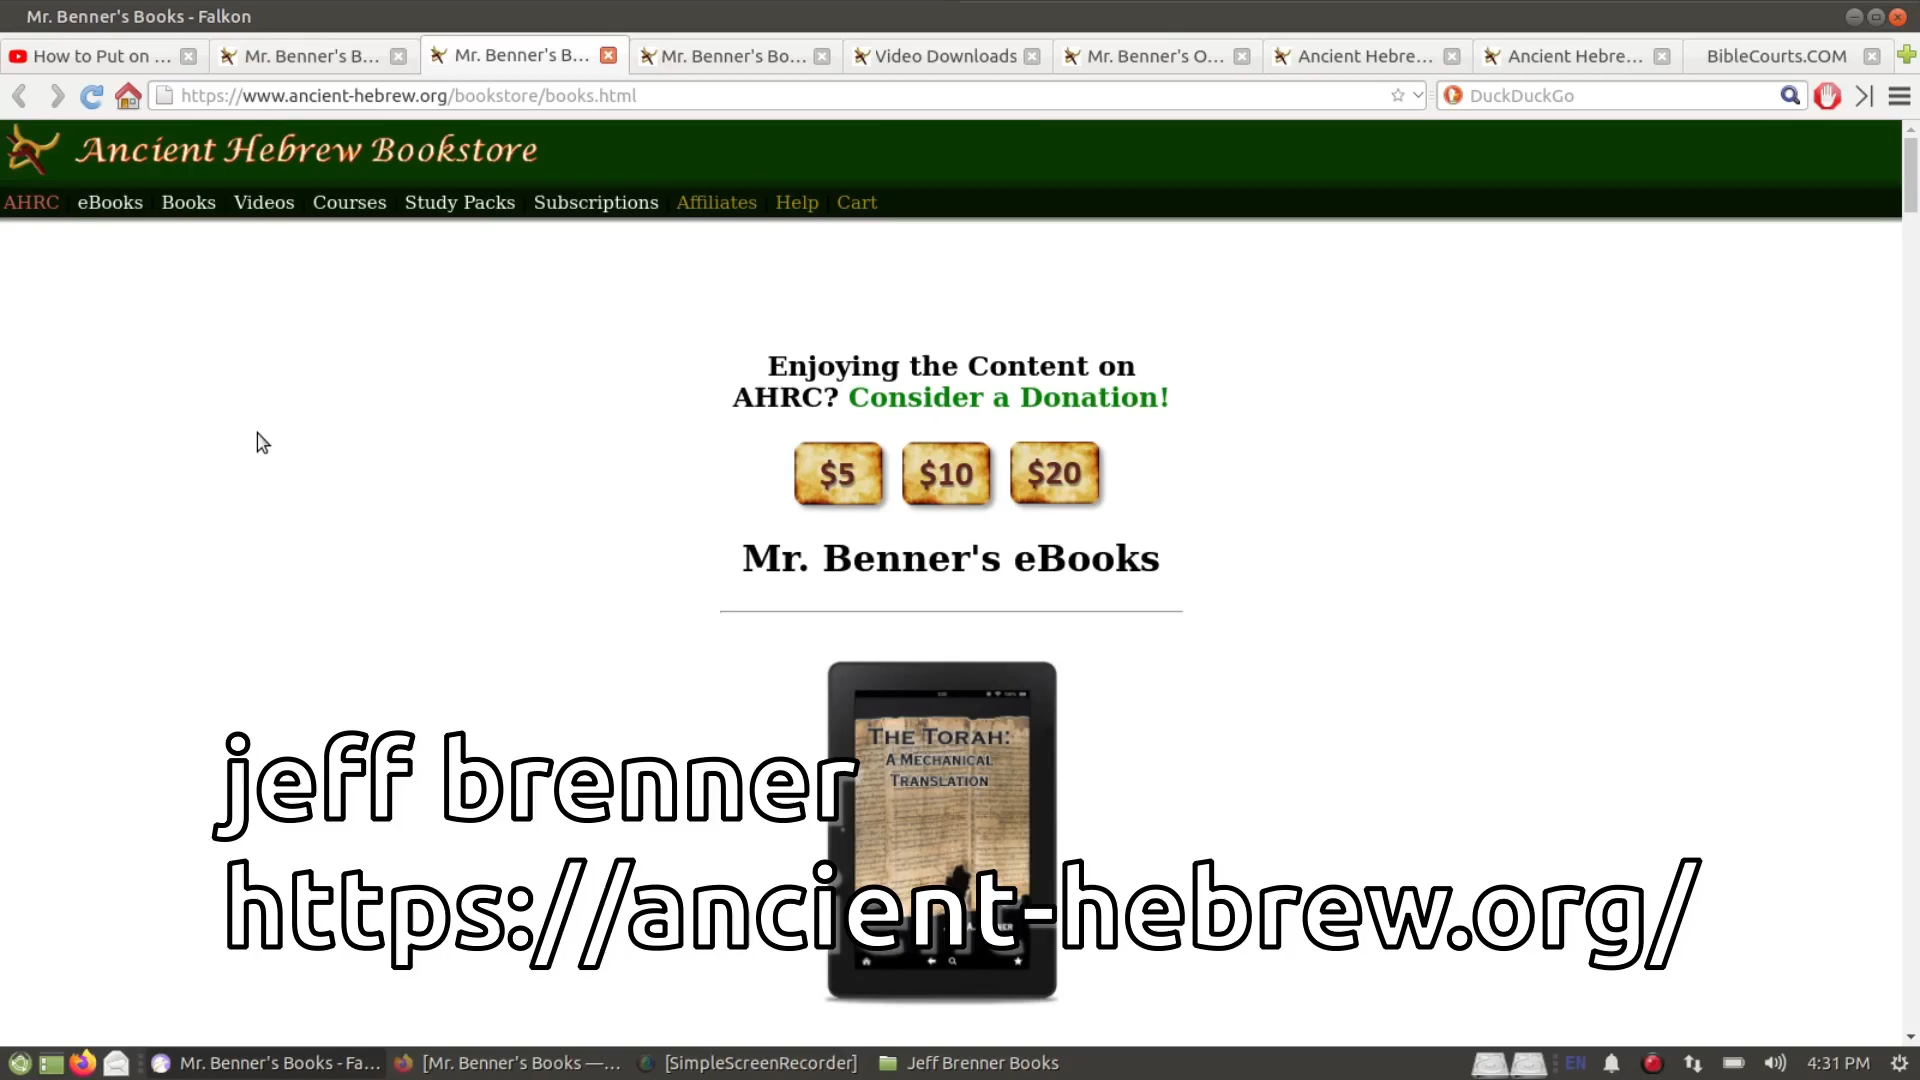 Mr. Benner's Books - Falkon
How to Put on ... Mr. Benner's B... Mr. Benner's B... Mr. Benner's Bo... Video Downloads Mr. Benner's O... Ancient Hebre... Ancient Hebre... BibleCourts.COM
https://www.ancient-hebrew.org/bookstore/books.html DuckDuckGo
Ancient Hebrew Bookstore
AHRC eBooks Books Videos Courses Study Packs Subscriptions Affiliates Help Cart
Enjoying the Content on
AHRC? Consider a Donation!
$5 $10 $20
Mr. Benner's eBooks
THE TORAH:
A MECHANICAL
TRANSLATION
jeff brenner
https://ancient-hebrew.org/
Mr. Benner's Books - Fa... [Mr. Benner's Books —... [SimpleScreenRecorder] Jeff Brenner Books EN 4:31 PM